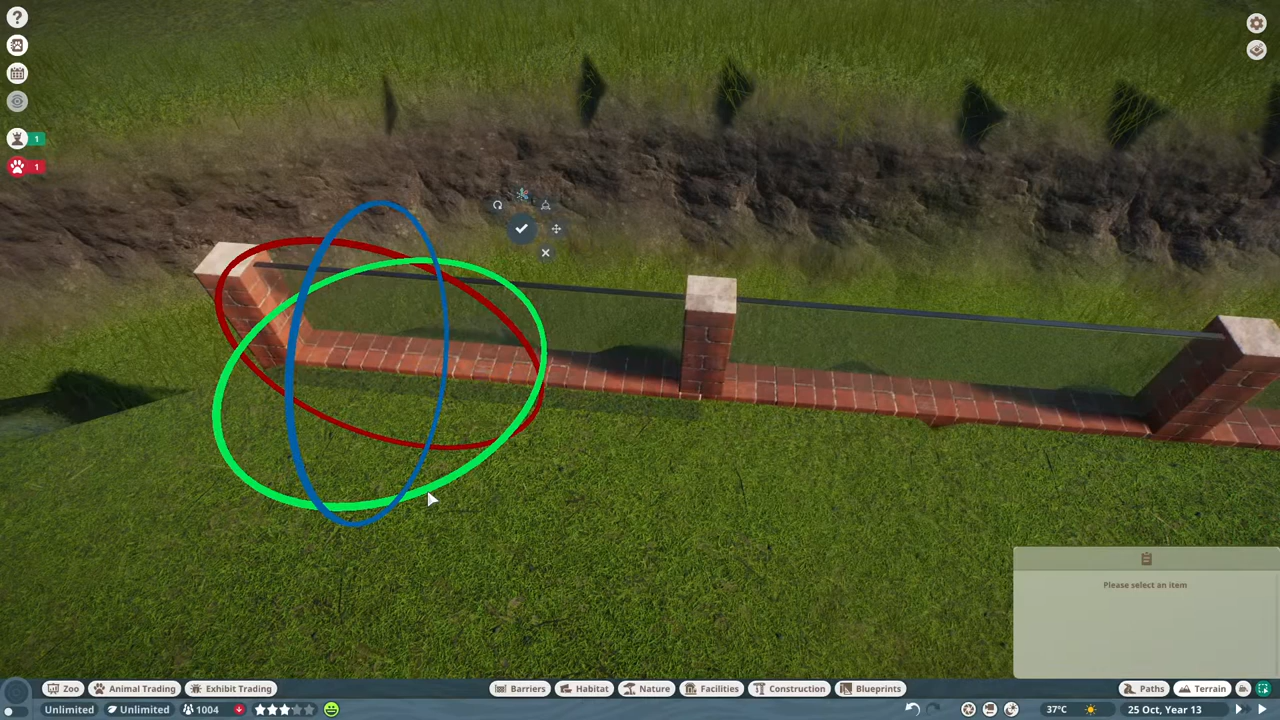 ?
1
1
Please select an item
Zoo
Animal Trading
Exhibit Trading
Barriers
Habitat
Nature
Facilities
Construction
Blueprints
Paths
Terrain
Unlimited
Unlimited
1004
37°C
25 Oct, Year 13